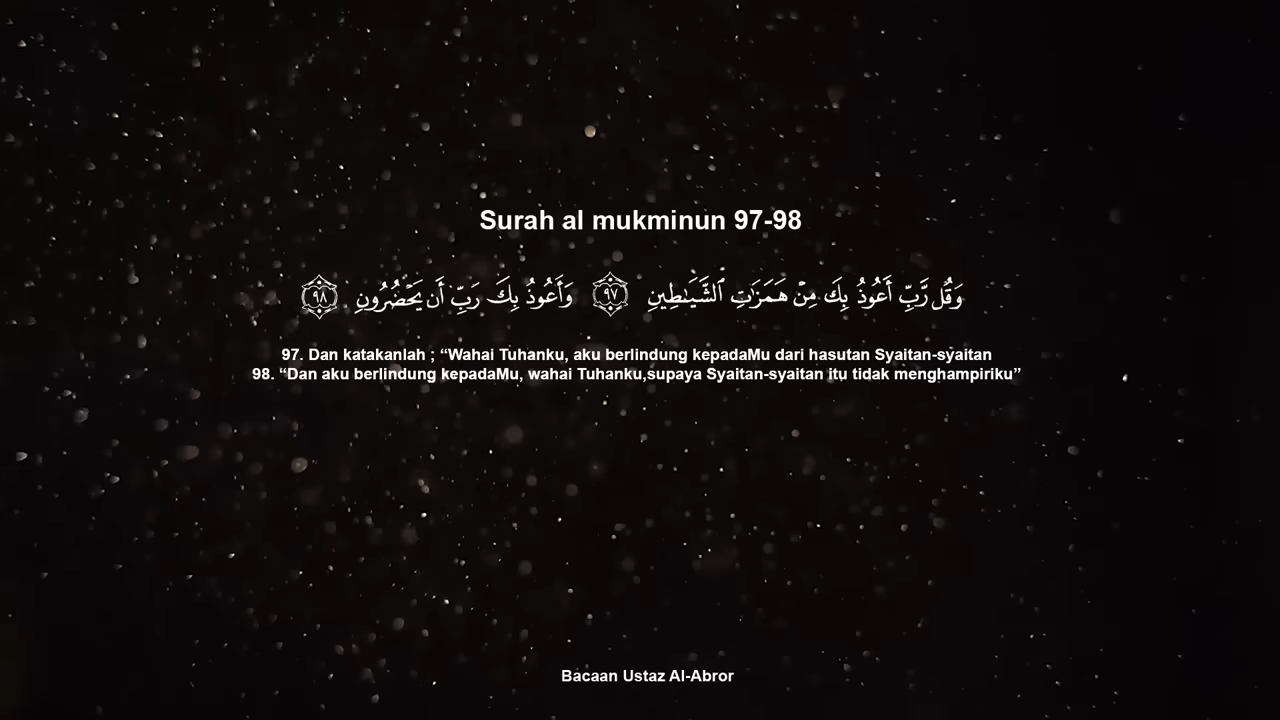 Surah al mukminun 97-98
وَقُل رَّبِّ أَعُوذُ بِكَ مِنْ هَمَزَٰتِ ٱلشَّيَـٰطِينِ ٩٧ وَأَعُوذُ بِكَ رَبِّ أَن يَحْضُرُونِ ٩٨
97. Dan katakanlah ; “Wahai Tuhanku, aku berlindung kepadaMu dari hasutan Syaitan-syaitan
98. “Dan aku berlindung kepadaMu, wahai Tuhanku,supaya Syaitan-syaitan itu tidak menghampiriku”
Bacaan Ustaz Al-Abror